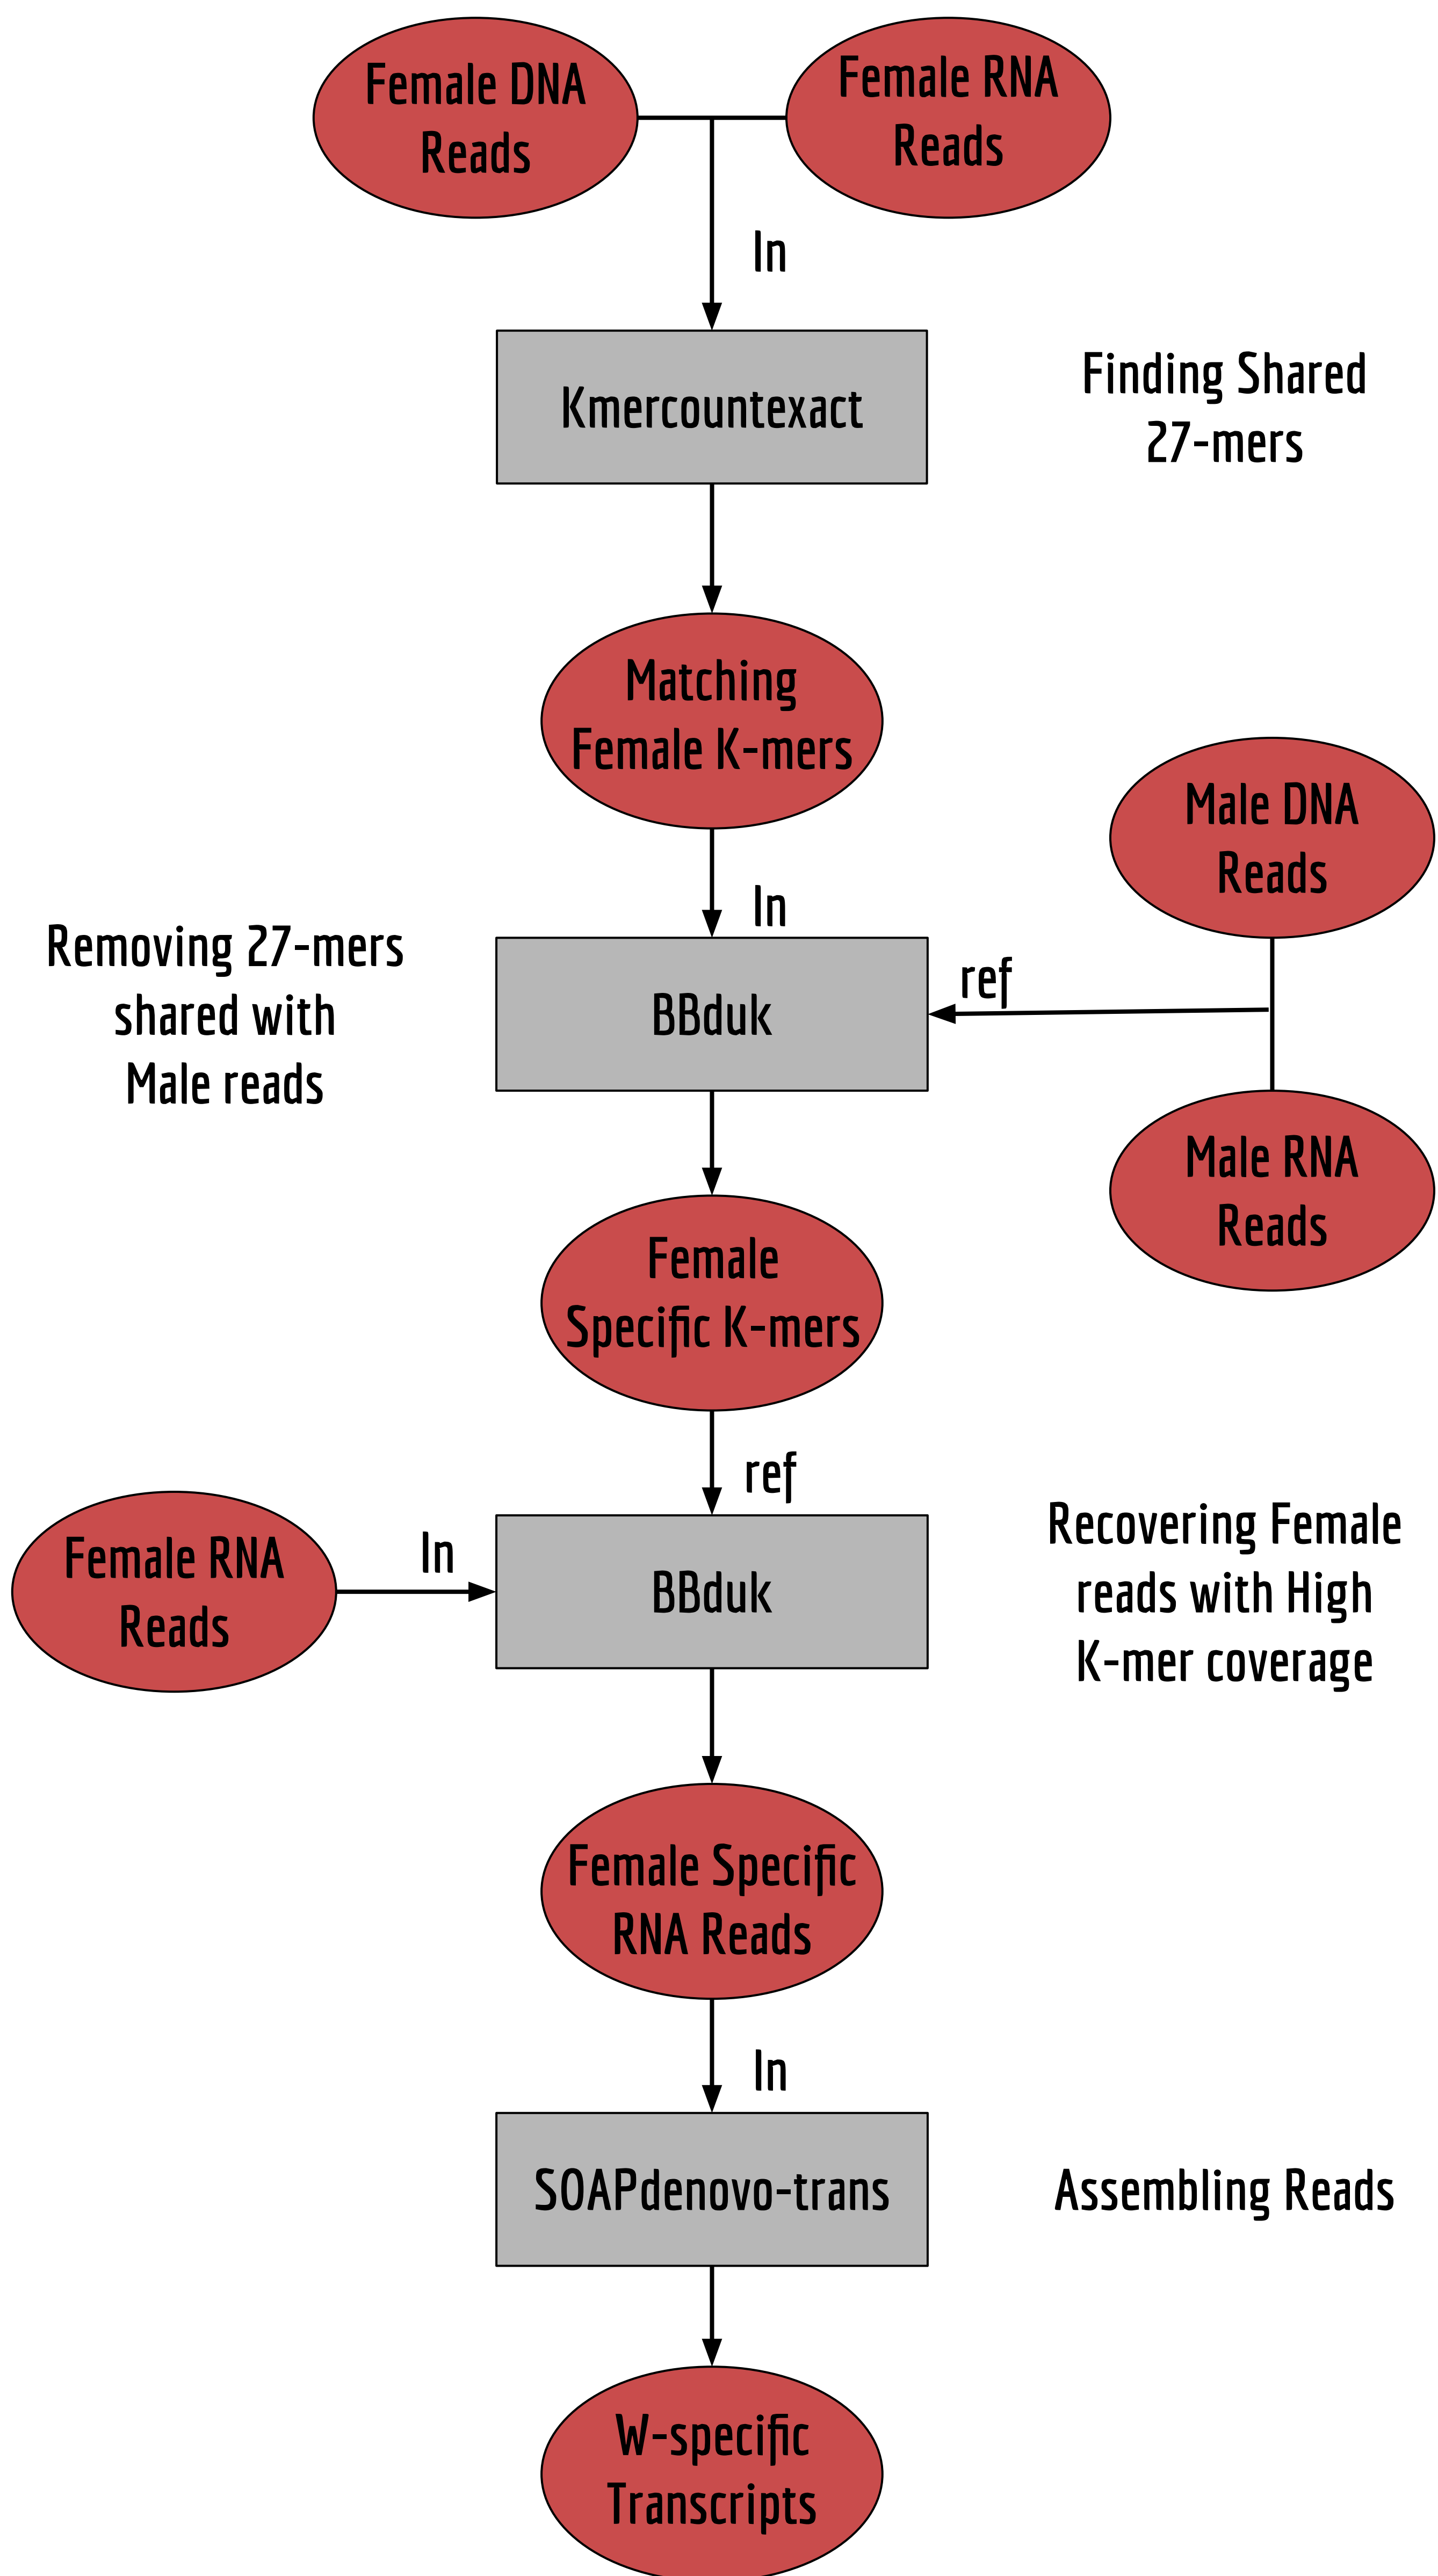 Female DNA
Reads
Female RNA
Reads
In
Kmercountexact
Finding Shared
27-mers
Matching
Female K-mers
Male DNA
Reads
In
Removing 27-mers
shared with
Male reads
BBduk
ref
Male RNA
Reads
Female
Specific K-mers
ref
Female RNA
Reads
In
BBduk
Recovering Female
reads with High
K-mer coverage
Female Specific
RNA Reads
In
SOAPdenovo-trans
Assembling Reads
W-specific
Transcripts